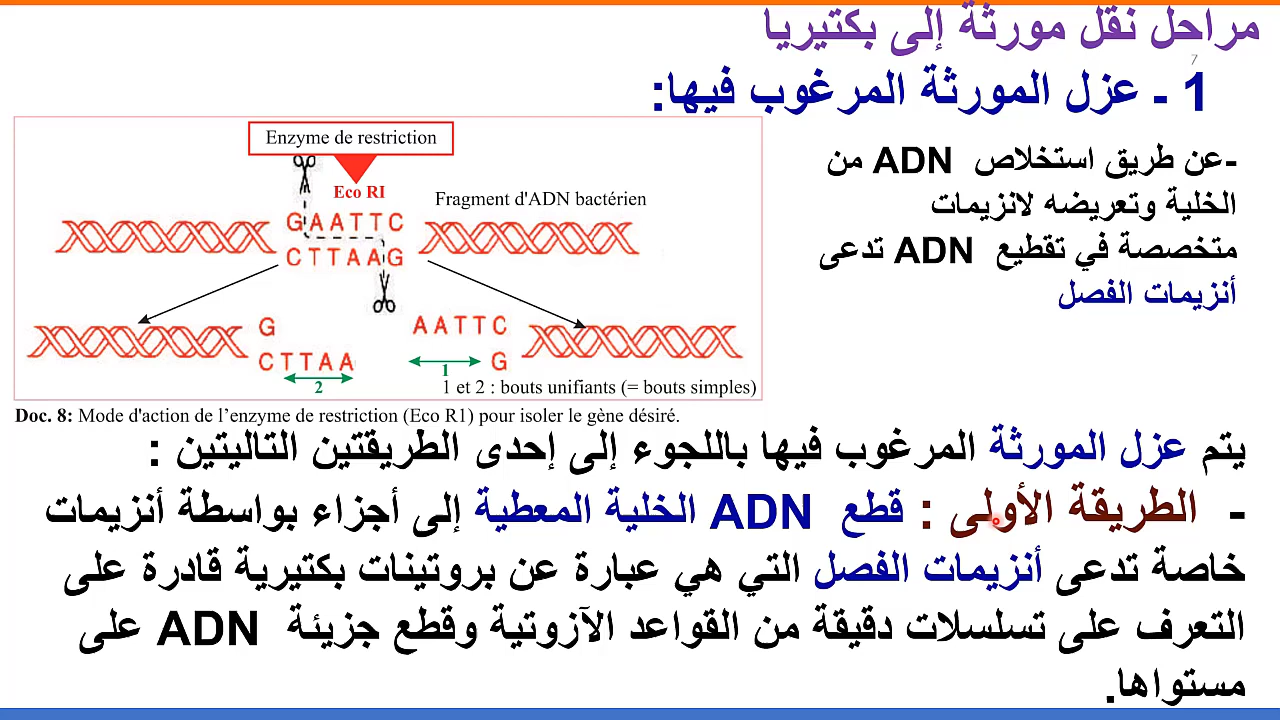 مراحل نقل مورثة إلى بكتيريا
7
1 - عزل المورثة المرغوب فيها:
-عن طريق استخلاص ADN من
الخلية وتعريضه لانزيمات
متخصصة في تقطيع ADN تدعى
أنزيمات الفصل
Enzyme de restriction
Eco RI
Fragment d'ADN bactérien
GAATTC
CTTAAG
G
CTTAA
AATTC
G
1
2
1 et 2 : bouts unifiants (= bouts simples)
Doc. 8: Mode d'action de l'enzyme de restriction (Eco R1) pour isoler le gène désiré.
يتم عزل المورثة المرغوب فيها باللجوء إلى إحدى الطريقتين التاليتين :
- الطريقة الأولى : قطع ADN الخلية المعطية إلى أجزاء بواسطة أنزيمات
خاصة تدعى أنزيمات الفصل التي هي عبارة عن بروتينات بكتيرية قادرة على
التعرف على تسلسلات دقيقة من القواعد الآزوتية وقطع جزيئة ADN على
مستواها.